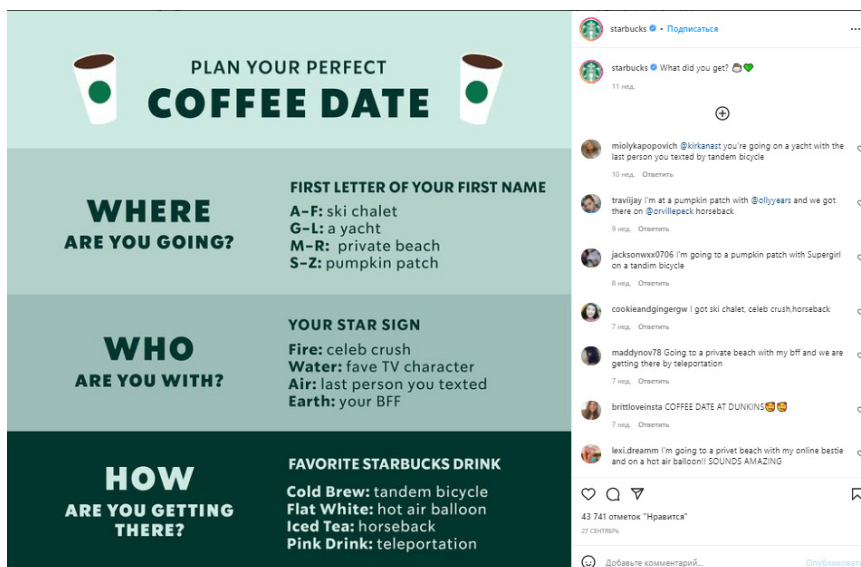 PLAN YOUR PERFECT
COFFEE DATE
WHERE
ARE YOU GOING?
FIRST LETTER OF YOUR FIRST NAME
A–F: ski chalet
G–L: a yacht
M–R: private beach
S–Z: pumpkin patch
WHO
ARE YOU WITH?
YOUR STAR SIGN
Fire: celeb crush
Water: fave TV character
Air: last person you texted
Earth: your BFF
HOW
ARE YOU GETTING
THERE?
FAVORITE STARBUCKS DRINK
Cold Brew: tandem bicycle
Flat White: hot air balloon
Iced Tea: horseback
Pink Drink: teleportation
starbucks • Подписаться
starbucks What did you get?
11 нед.
miolykapopovich @kirkanast you're going on a yacht with the
last person you texted by tandem bicycle
10 нед. Ответить
traviijay I'm at a pumpkin patch with @ollyyears and we got
there on @orvillepeck horseback
9 нед. Ответить
jacksonwxx0706 I'm going to a pumpkin patch with Supergirl
on a tandim bicycle
8 нед. Ответить
cookieandgingergw I got ski chalet, celeb crush,horseback
7 нед. Ответить
maddynov78 Going to a private beach with my bff and we are
getting there by teleportation
7 нед. Ответить
brittloveinsta COFFEE DATE AT DUNKINS
7 нед. Ответить
lexi.dreamm I'm going to a privet beach with my online bestie
and on a hot air balloon!! SOUNDS AMAZING
43 741 отметок "Нравится"
27 СЕНТЯБРЬ
Добавьте комментарий...
Опубликовать